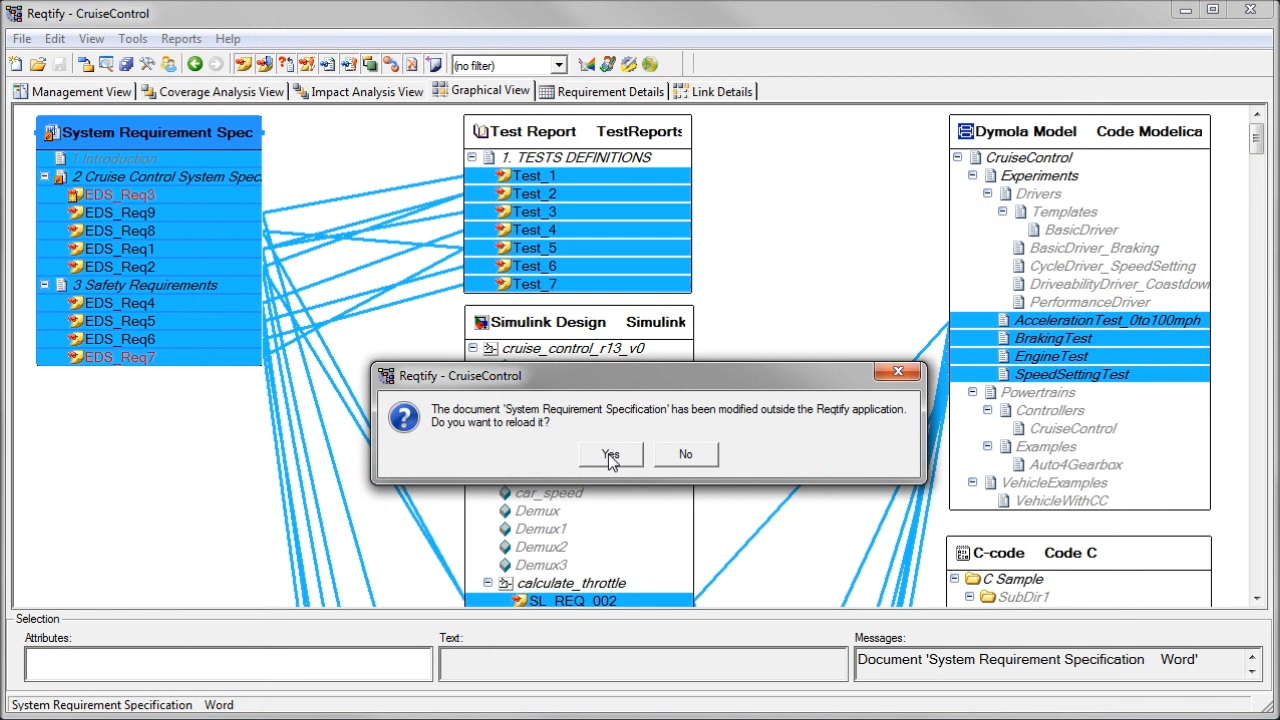 Reqtify - CruiseControl
File Edit View Tools Reports Help
(no filter)
Management View
Coverage Analysis View
Impact Analysis View
Graphical View
Requirement Details
Link Details
System Requirement Spec
1 Introduction
2 Cruise Control System Spec
EDS_Req3
EDS_Req9
EDS_Req8
EDS_Req1
EDS_Req2
3 Safety Requirements
EDS_Req4
EDS_Req5
EDS_Req6
EDS_Req7
Test Report TestReports
1. TESTS DEFINITIONS
Test_1
Test_2
Test_3
Test_4
Test_5
Test_6
Test_7
Simulink Design Simulink
cruise_control_r13_v0
Reqtify - CruiseControl
The document 'System Requirement Specification' has been modified outside the Reqtify application.
Do you want to reload it?
Yes
No
car_speed
Demux
Demux1
Demux2
Demux3
calculate_throttle
SL_REQ_002
Dymola Model Code Modelica
CruiseControl
Experiments
Drivers
Templates
BasicDriver
BasicDriver_Braking
CycleDriver_SpeedSetting
DriveabilityDriver_Coastdown
PerformanceDriver
AccelerationTest_0to100mph
BrakingTest
EngineTest
SpeedSettingTest
Powertrains
Controllers
CruiseControl
Examples
Auto4Gearbox
VehicleExamples
VehicleWithCC
C-code Code C
C Sample
SubDir1
Selection
Attributes:
Text:
Messages:
Document 'System Requirement Specification Word'
System Requirement Specification Word